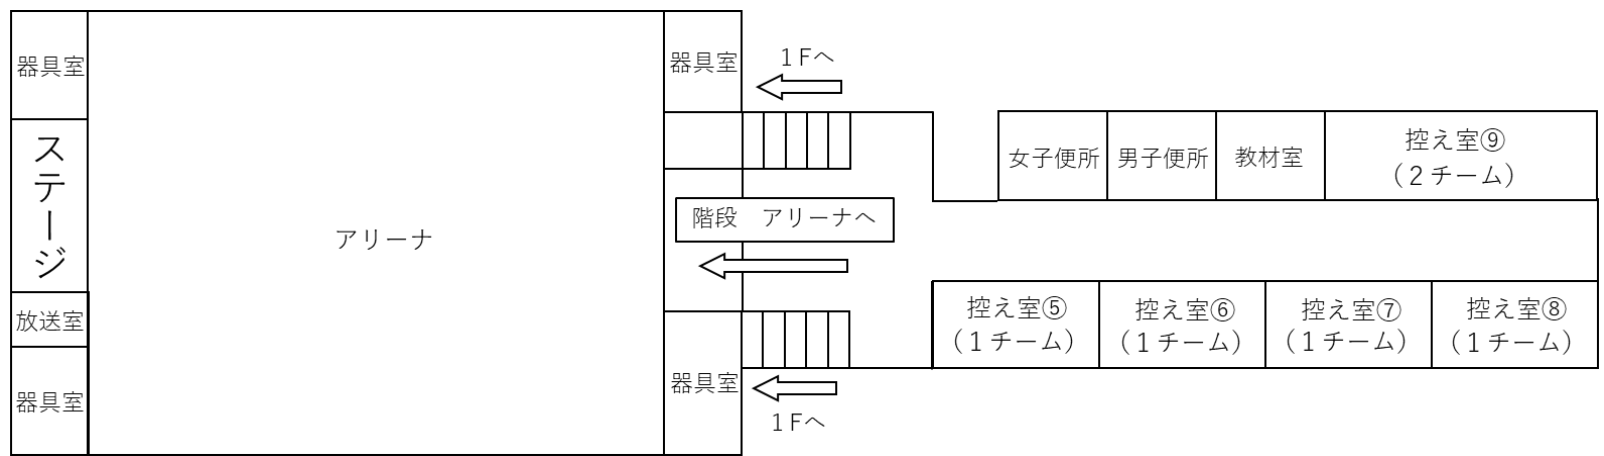 器具室
ステージ
放送室
器具室
アリーナ
器具室
１Fへ
階段　アリーナへ
器具室
１Fへ
女子便所
男子便所
教材室
控え室⑨
（２チーム）
控え室⑤
（１チーム）
控え室⑥
（１チーム）
控え室⑦
（１チーム）
控え室⑧
（１チーム）